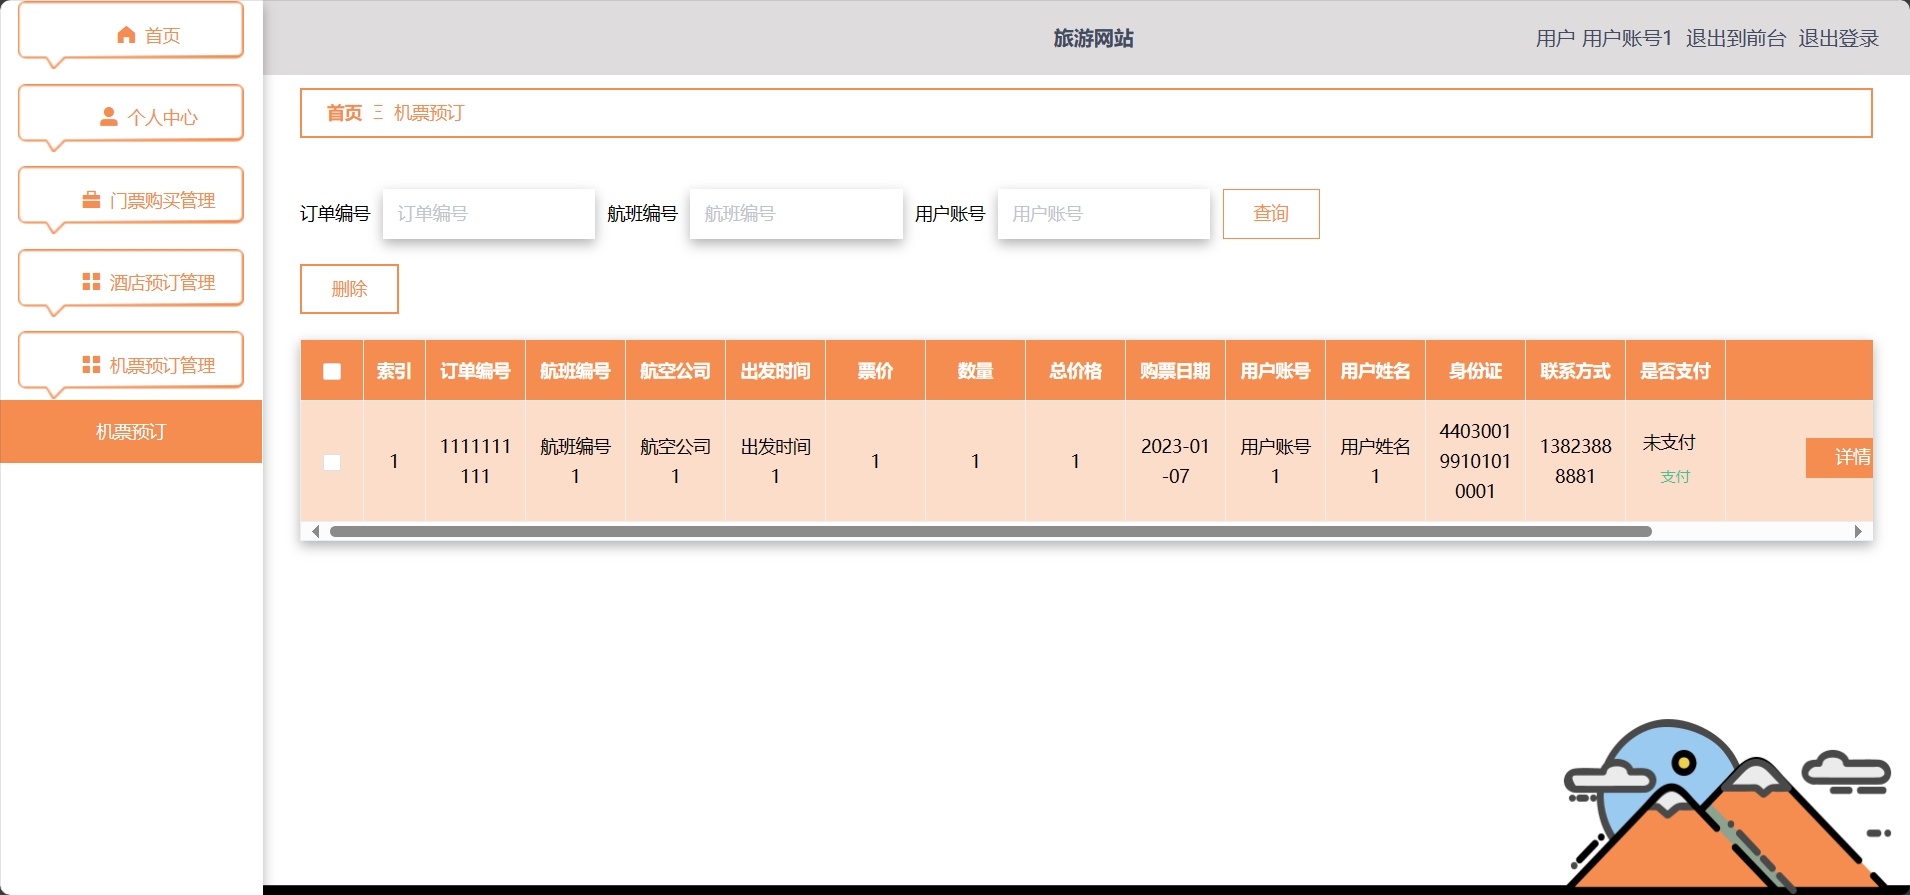 首页
个人中心
门票购买管理
酒店预订管理
机票预订管理
机票预订
旅游网站
用户 用户账号1 退出到前台 退出登录
首页 Ξ 机票预订
订单编号 订单编号 航班编号 航班编号 用户账号 用户账号 查询
删除
索引 订单编号 航班编号 航空公司 出发时间 票价 数量 总价格 购票日期 用户账号 用户姓名 身份证 联系方式 是否支付
1
1111111
111
航班编号
1
航空公司
1
出发时间
1
1
1
1
2023-01
-07
用户账号
1
用户姓名
1
4403001
9910101
0001
1382388
8881
未支付
支付
详情